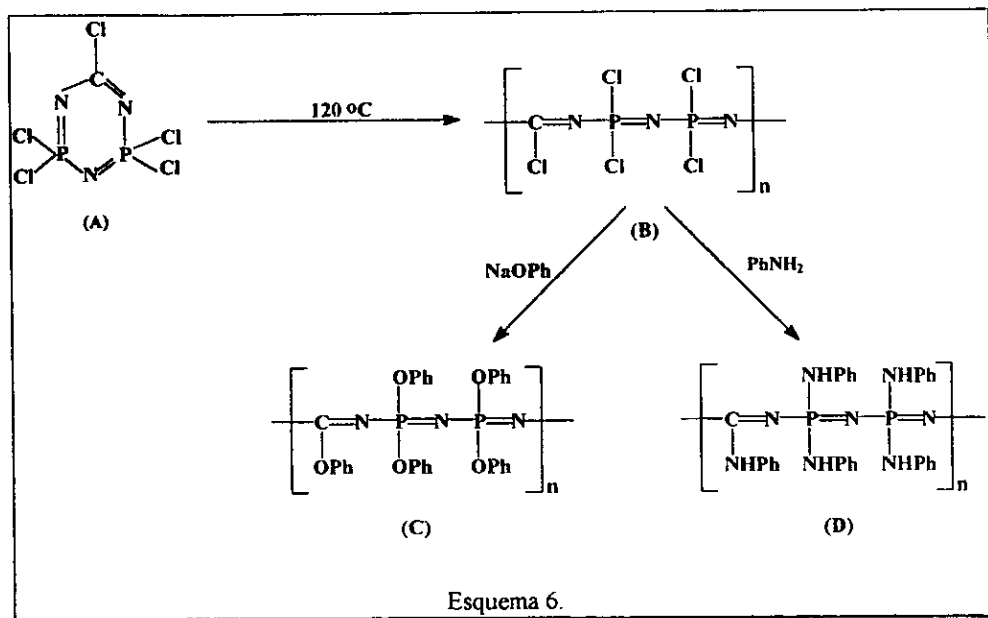 Cl
C
N N
Cl P P Cl
Cl N Cl
(A)
120 ºC
Cl Cl
C=N P=N P=N
Cl Cl Cl
n
(B)
NaOPh
PhNH₂
OPh OPh
C=N P=N P=N
OPh OPh OPh
n
(C)
NHPh NHPh
C=N P=N P=N
NHPh NHPh NHPh
n
(D)
Esquema 6.